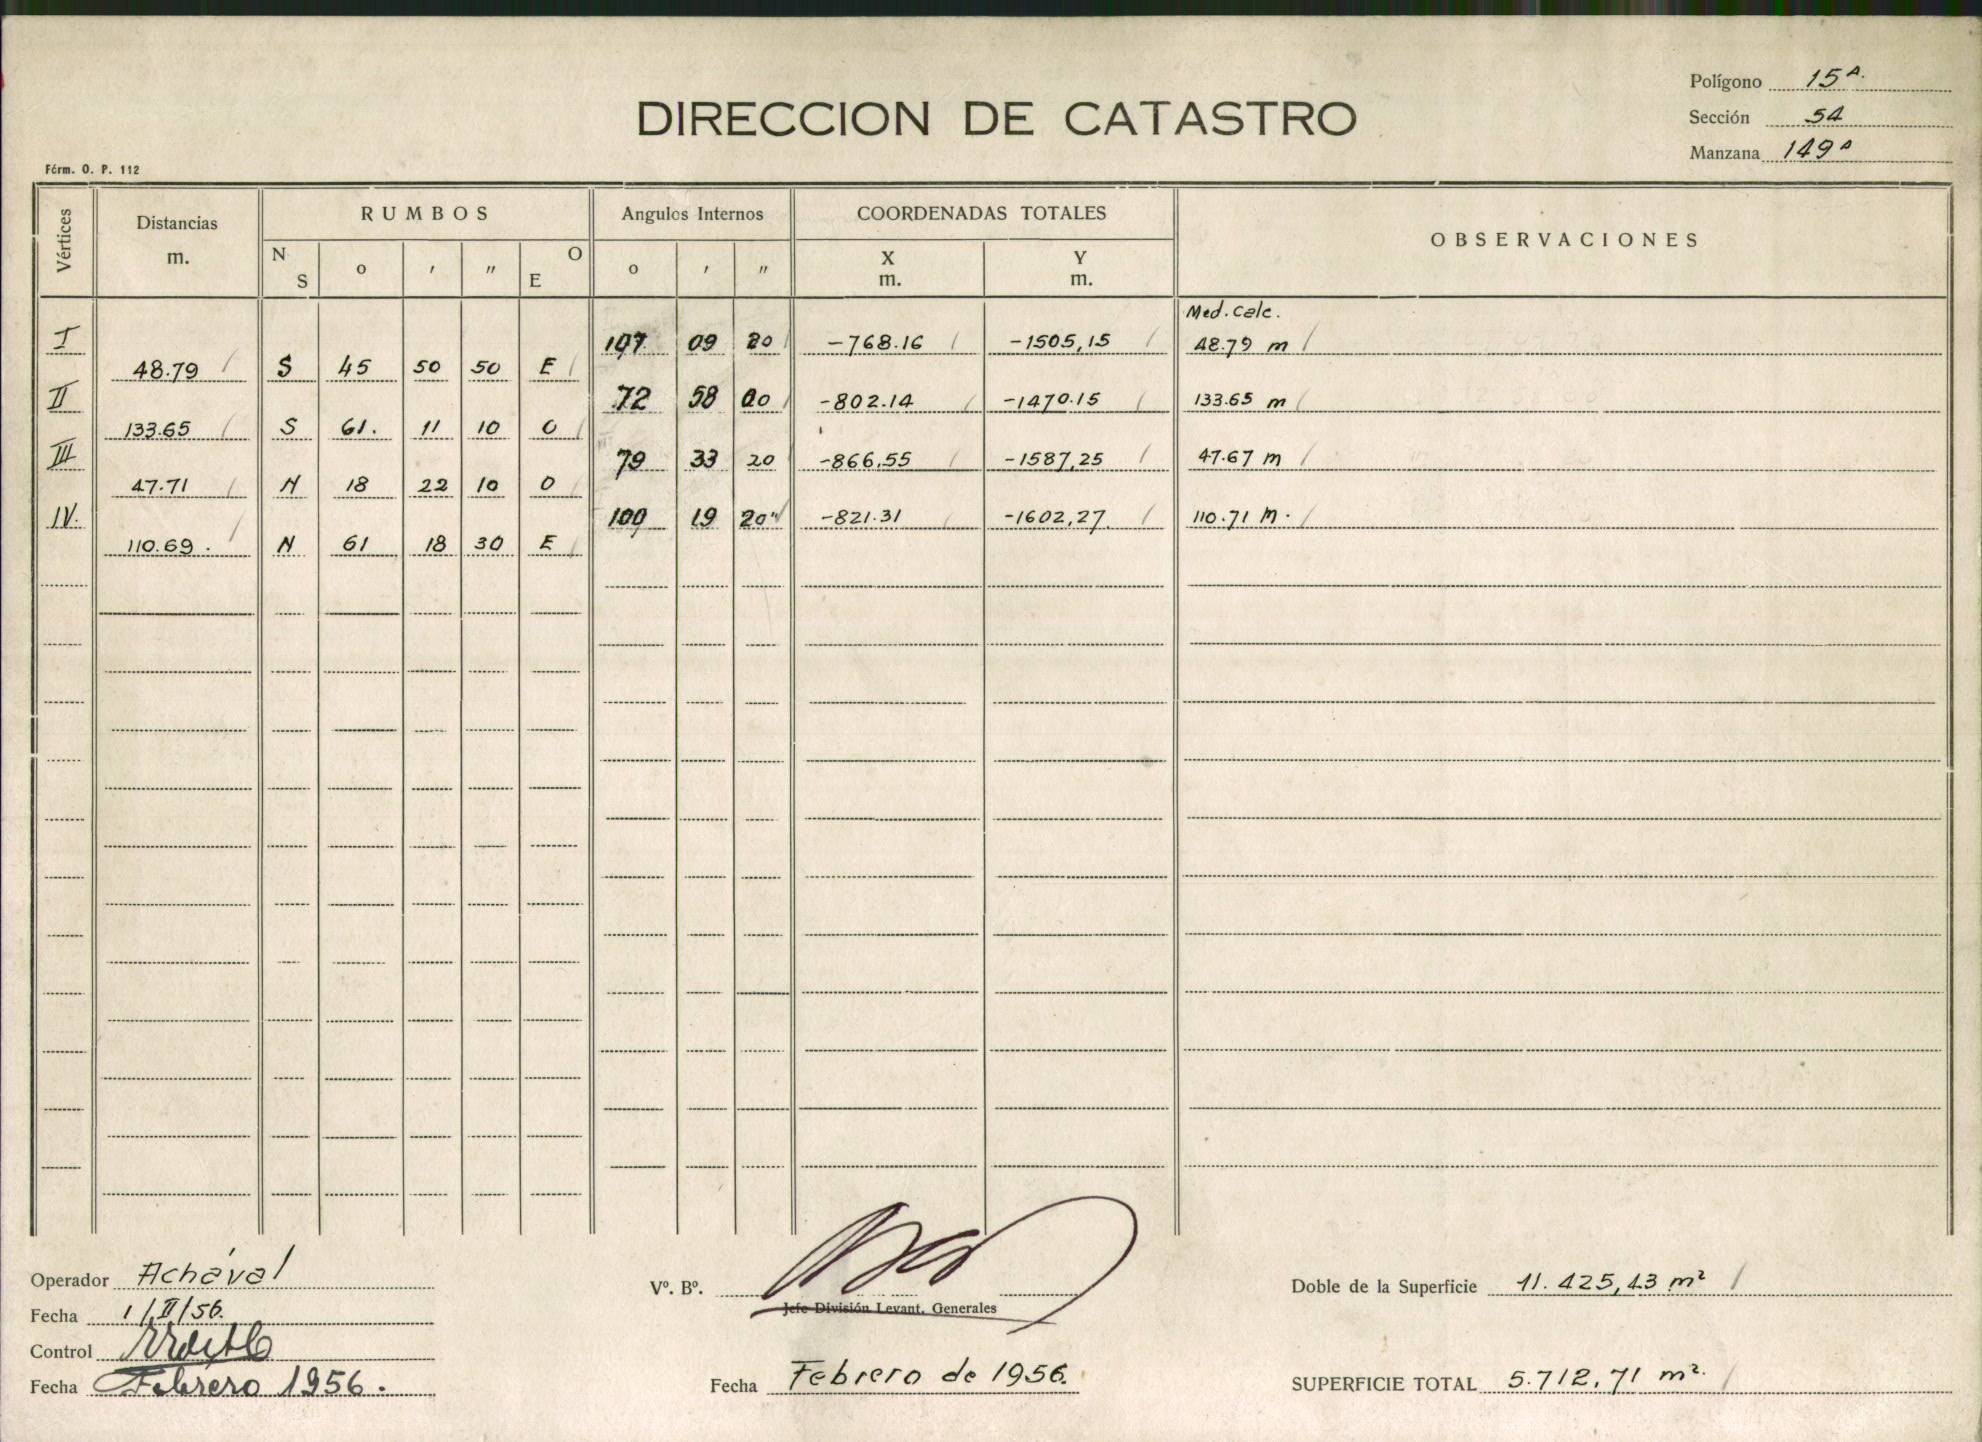 Polígono 15ᴬ·
DIRECCION DE CATASTRO
Sección 54
Manzana 149ᴬ
Fórm. O. P. 112
Vértices Distancias m. RUMBOS N S o ' " O E Angulos Internos o ' " COORDENADAS TOTALES X m. Y m. OBSERVACIONES
Med. Calc.
I 107 09 20 -768.16 -1505,15 48.79 m
48.79 S 45 50 50 E
II 72 58 00 -802.14 -1470.15 133.65 m
133.65 S 61. 11 10 O
III 79 33 20 -866,55 -1587,25 47.67 m
47.71 N 18 22 10 O
IV. 100 19 20" -821.31 -1602,27. 110.71 m.
110.69. N 61 18 30 E
Operador Achával
Vº. Bº.
Doble de la Superficie 11.425,43 m²
Jefe División Levant. Generales
Fecha 1/II/56.
Control
Fecha Febrero 1956.
Fecha Febrero de 1956.
SUPERFICIE TOTAL 5.712,71 m².